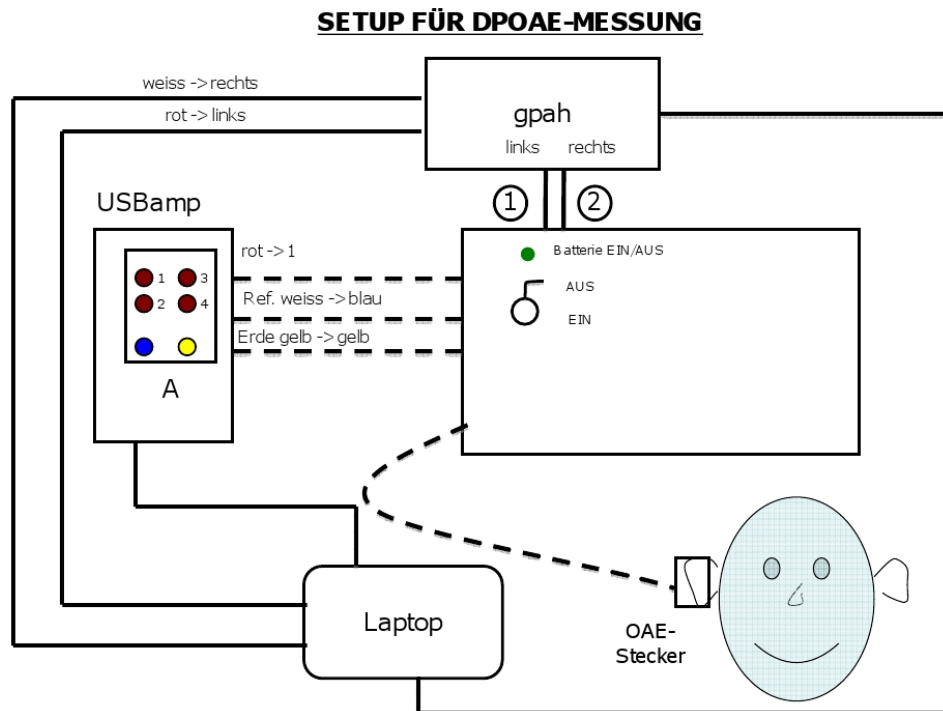 SETUP FÜR DPOAE-MESSUNG
weiss -> rechts
rot -> links
gpah
links rechts
1 2
USBamp
rot -> 1
Batterie EIN/AUS
1 3
AUS
Ref. weiss -> blau
2 4
EIN
Erde gelb -> gelb
A
Laptop
OAE-
Stecker